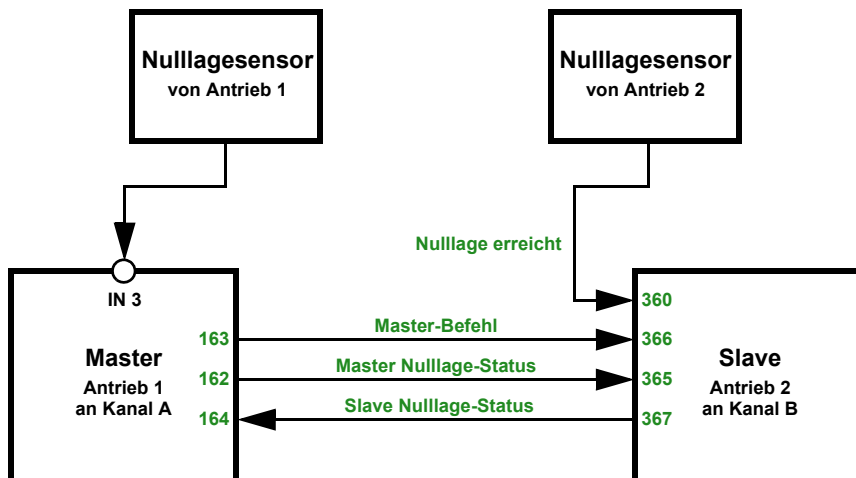 Nulllagesensor
von Antrieb 1
Nulllagesensor
von Antrieb 2
Nulllage erreicht
IN 3
360
163
Master-Befehl
366
Master
Antrieb 1
an Kanal A
162
Master Nulllage-Status
365
Slave
Antrieb 2
an Kanal B
164
Slave Nulllage-Status
367